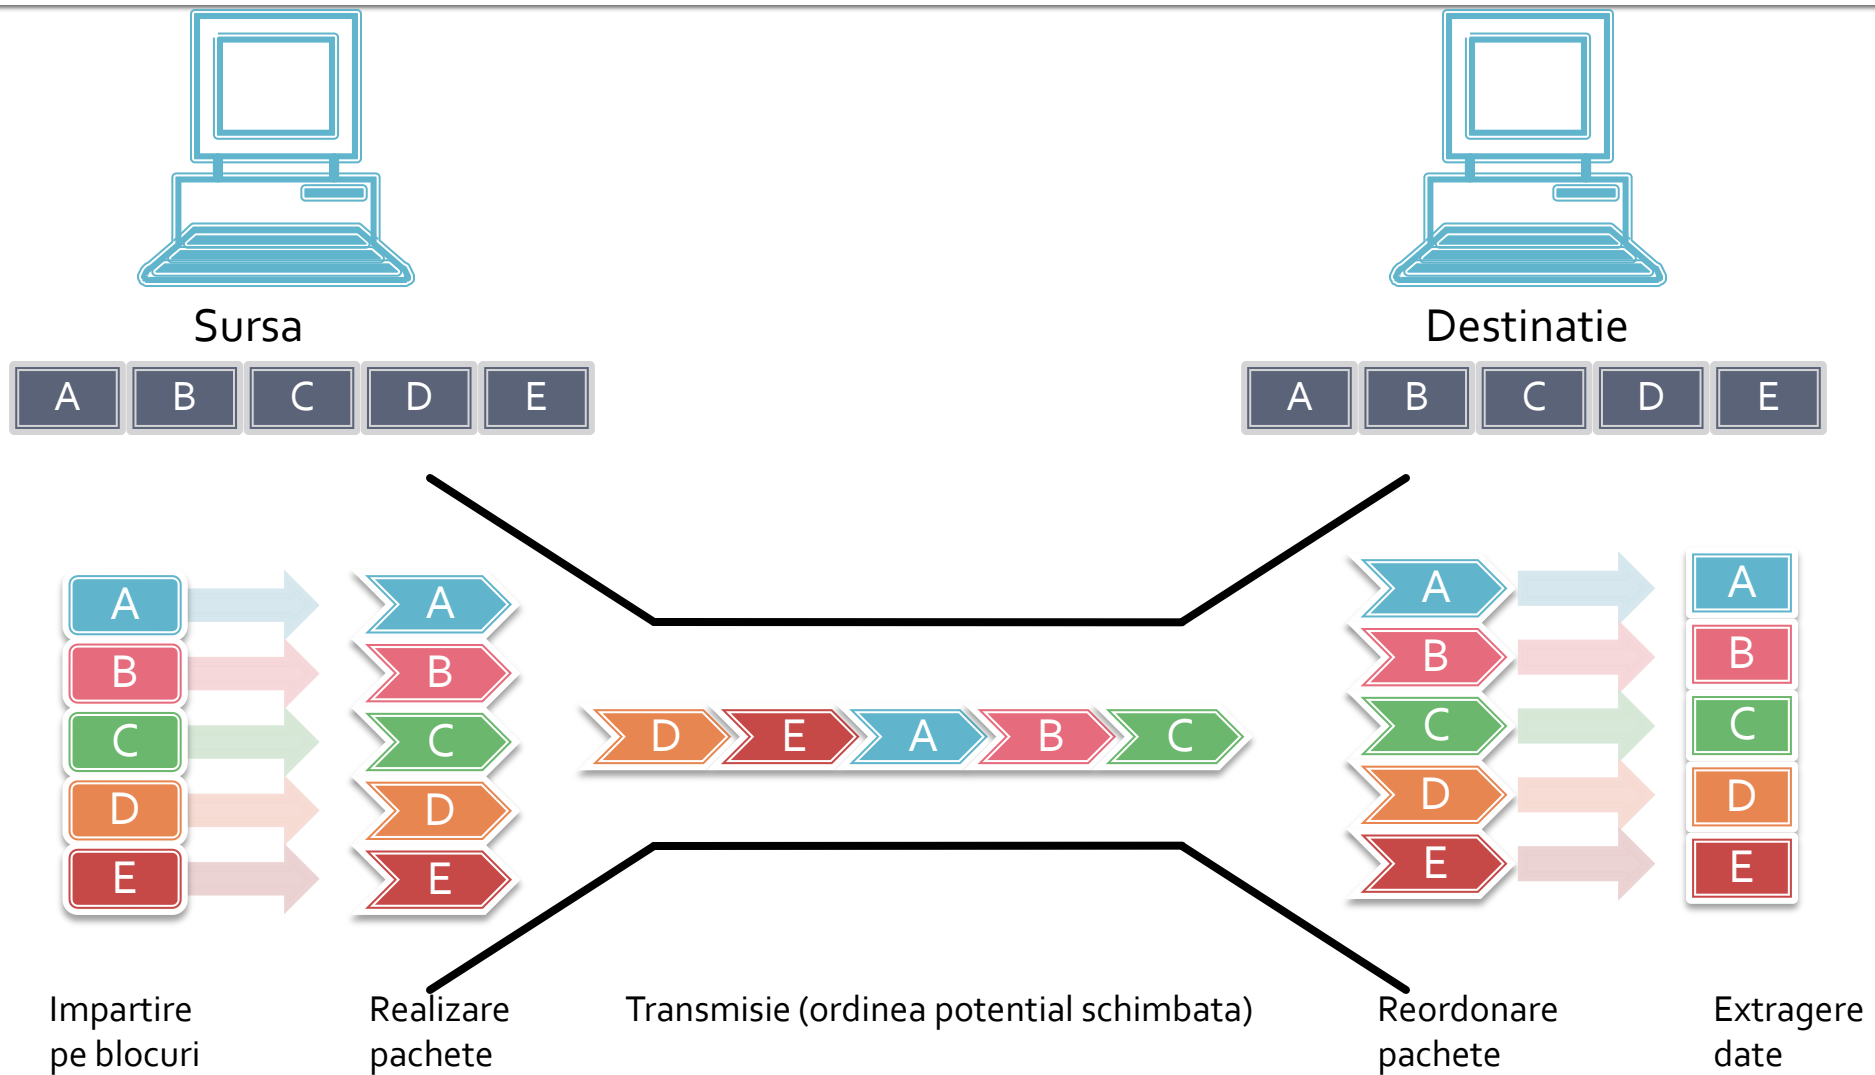 Sursa
Destinatie
A B C D E
A B C D E
A
B
C
D
E
A
B
C
D
E
D E A B C
A
B
C
D
E
A
B
C
D
E
Impartire
pe blocuri
Realizare
pachete
Transmisie (ordinea potential schimbata)
Reordonare
pachete
Extragere
date